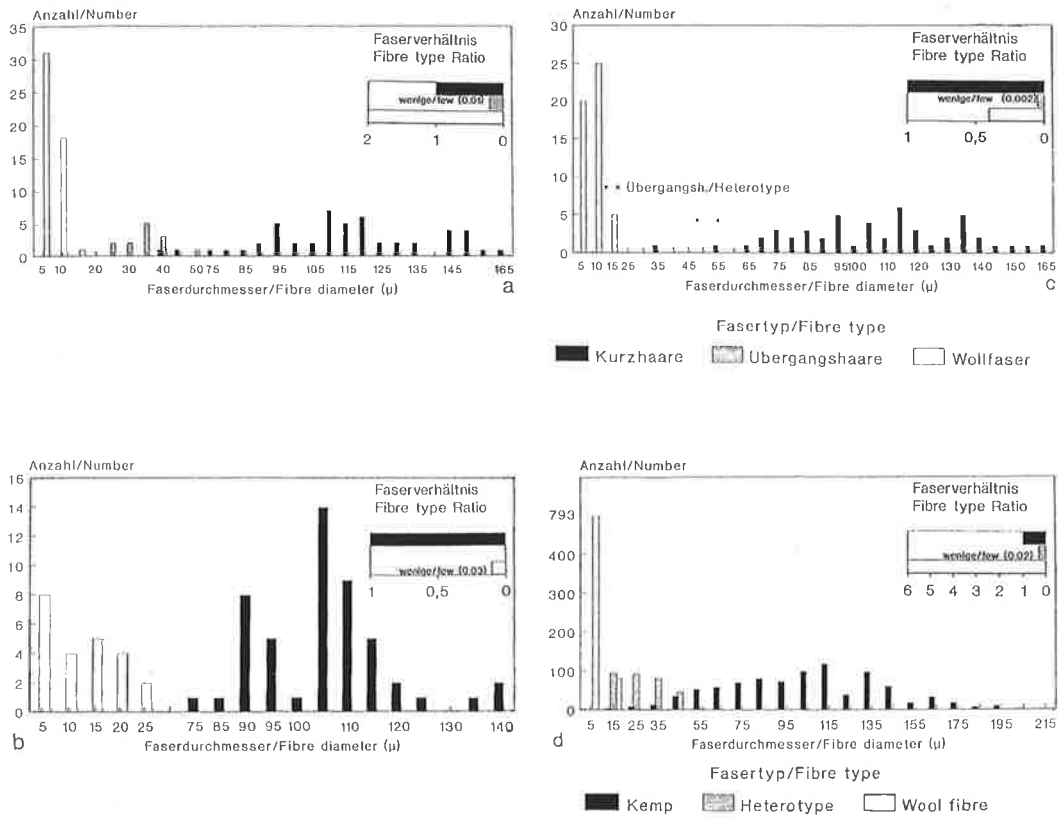 Anzahl/Number
35
30
25
20
15
10
5
0
Faserverhältnis
Fibre type Ratio
wenige/few (0.01)
2 1 0
5 10 20 30 40 50 75 85 95 105 115 125 135 145 165
Faserdurchmesser/Fibre diameter (µ)
a
Anzahl/Number
30
25
20
15
10
5
0
Faserverhältnis
Fibre type Ratio
wenige/few (0.002)
1 0,5 0
Übergangsh./Heterotype
5 10 15 25 35 45 55 65 75 85 95 100 110 120 130 140 150 165
Faserdurchmesser/Fibre diameter (µ)
c
Fasertyp/Fibre type
Kurzhaare Übergangshaare Wollfaser
Anzahl/Number
16
14
12
10
8
6
4
2
0
Faserverhältnis
Fibre type Ratio
wenige/few (0.03)
1 0,5 0
5 10 15 20 25 75 85 90 95 100 110 120 130 140
Faserdurchmesser/Fibre diameter (µ)
b
Anzahl/Number
793
400
300
200
100
0
Faserverhältnis
Fibre type Ratio
wenige/few (0.02)
6 5 4 3 2 1 0
5 15 25 35 55 75 95 115 135 155 175 195 215
Faserdurchmesser/Fibre diameter (µ)
d
Fasertyp/Fibre type
Kemp Heterotype Wool fibre